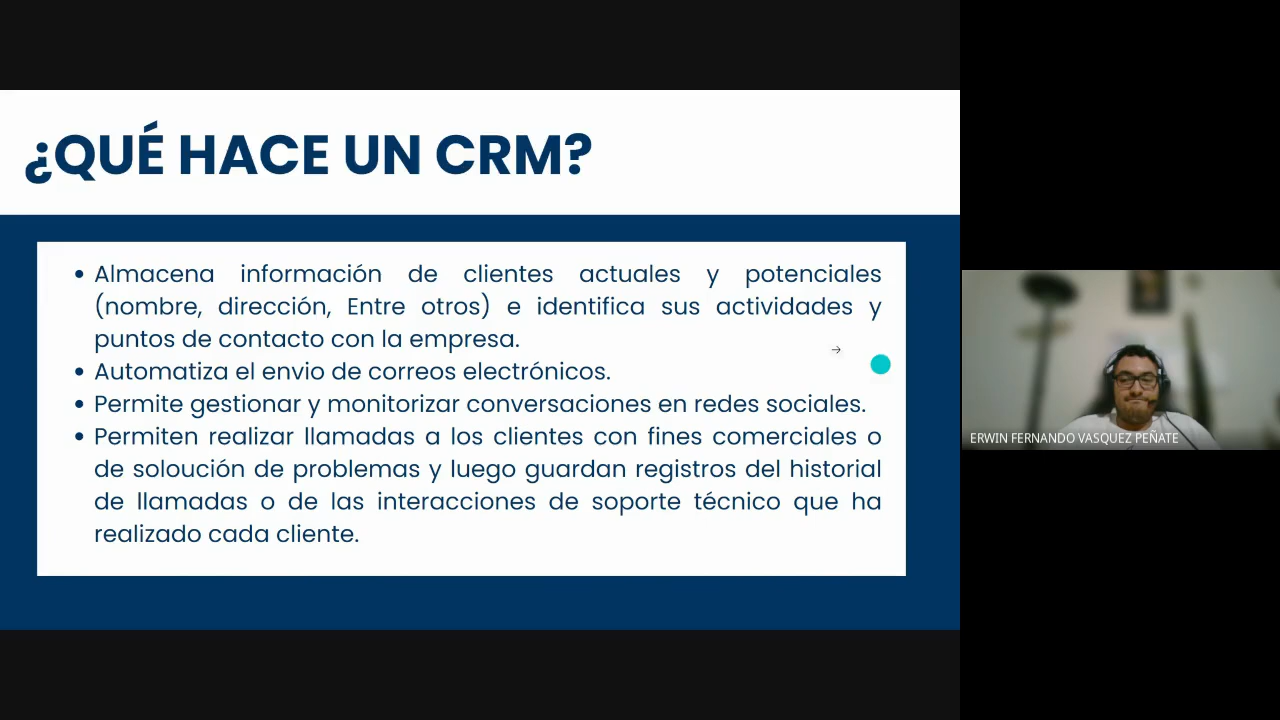 ¿QUÉ HACE UN CRM?
• Almacena información de clientes actuales y potenciales
(nombre, dirección, Entre otros) e identifica sus actividades y
puntos de contacto con la empresa.
• Automatiza el envio de correos electrónicos.
• Permite gestionar y monitorizar conversaciones en redes sociales.
• Permiten realizar llamadas a los clientes con fines comerciales o
de soloución de problemas y luego guardan registros del historial
de llamadas o de las interacciones de soporte técnico que ha
realizado cada cliente.
ERWIN FERNANDO VASQUEZ PEÑATE